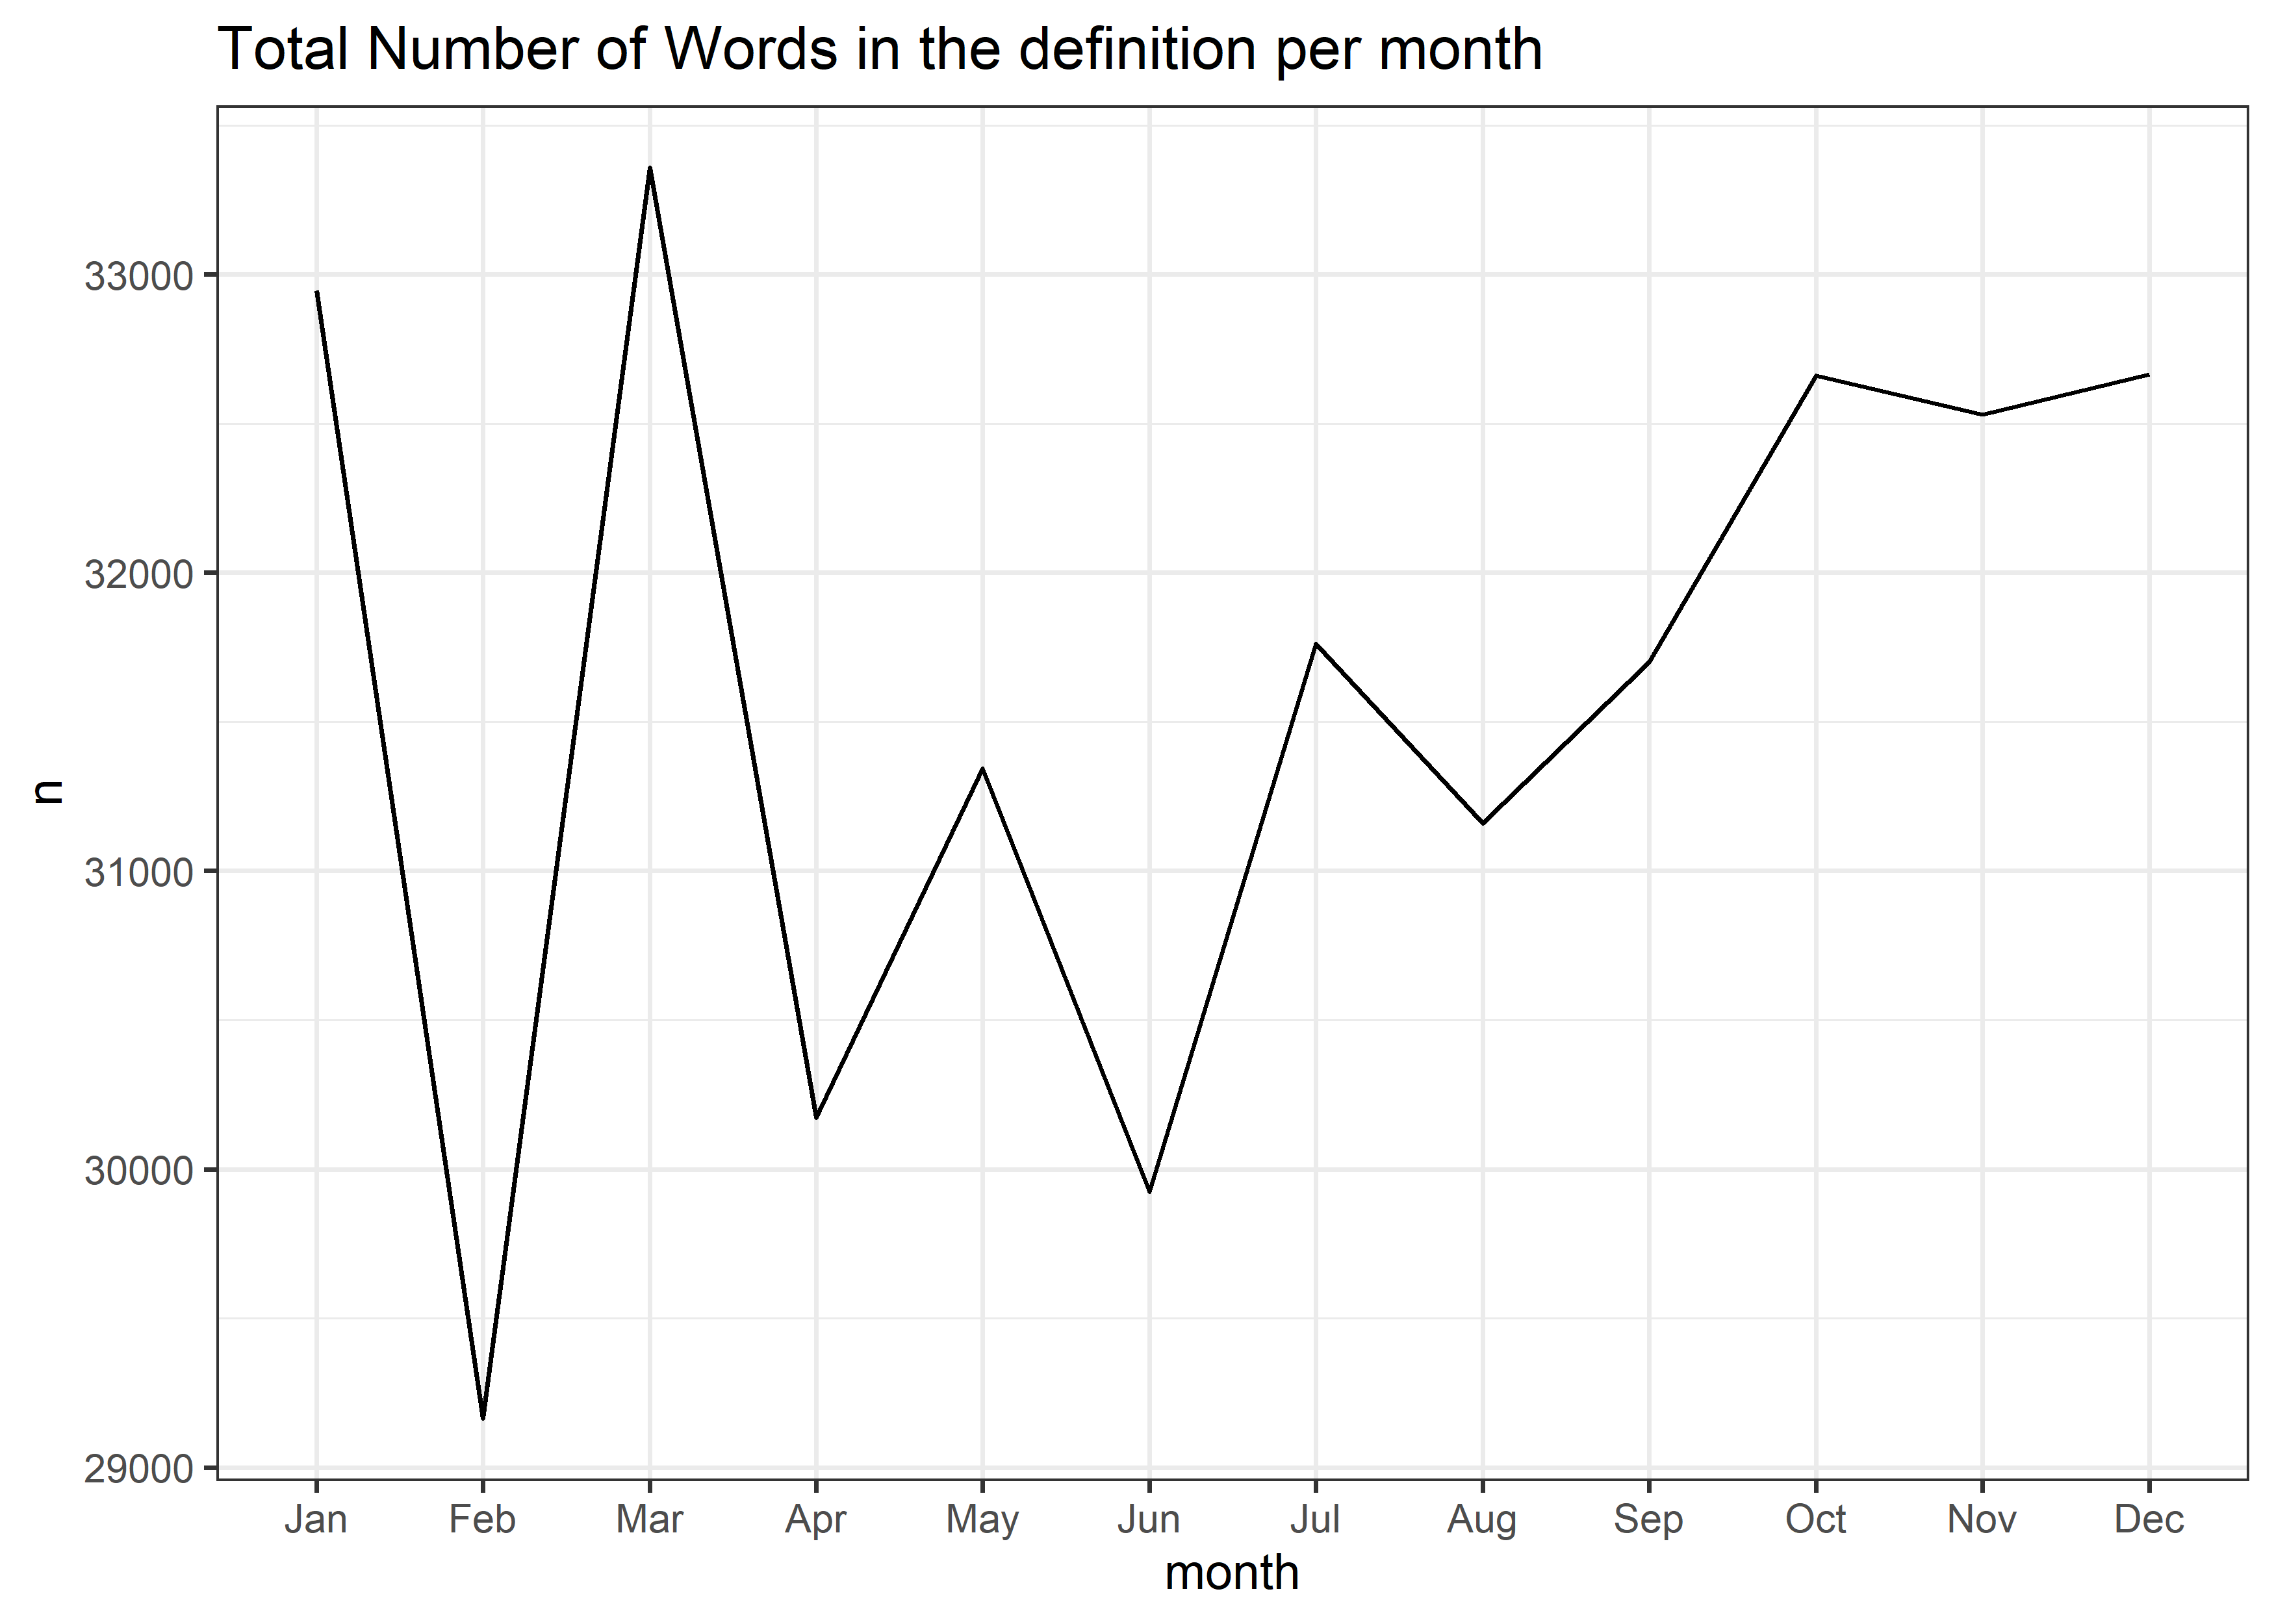 Total Number of Words in the definition per month
33000
32000
31000
30000
29000
n
Jan Feb Mar Apr May Jun Jul Aug Sep Oct Nov Dec
month